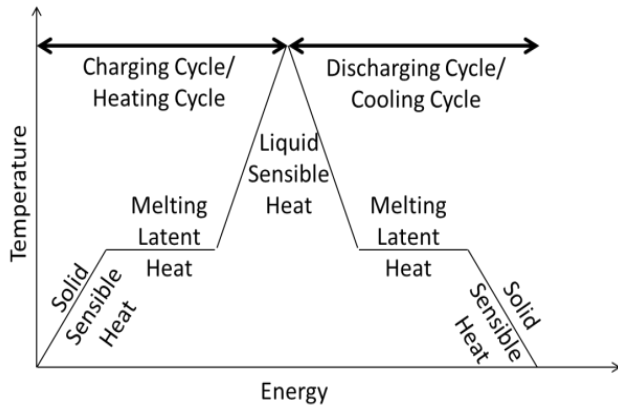 Charging Cycle/
Heating Cycle
Discharging Cycle/
Cooling Cycle
Temperature
Liquid
Sensible
Heat
Melting
Latent
Heat
Melting
Latent
Heat
Solid
Sensible
Heat
Solid
Sensible
Heat
Energy